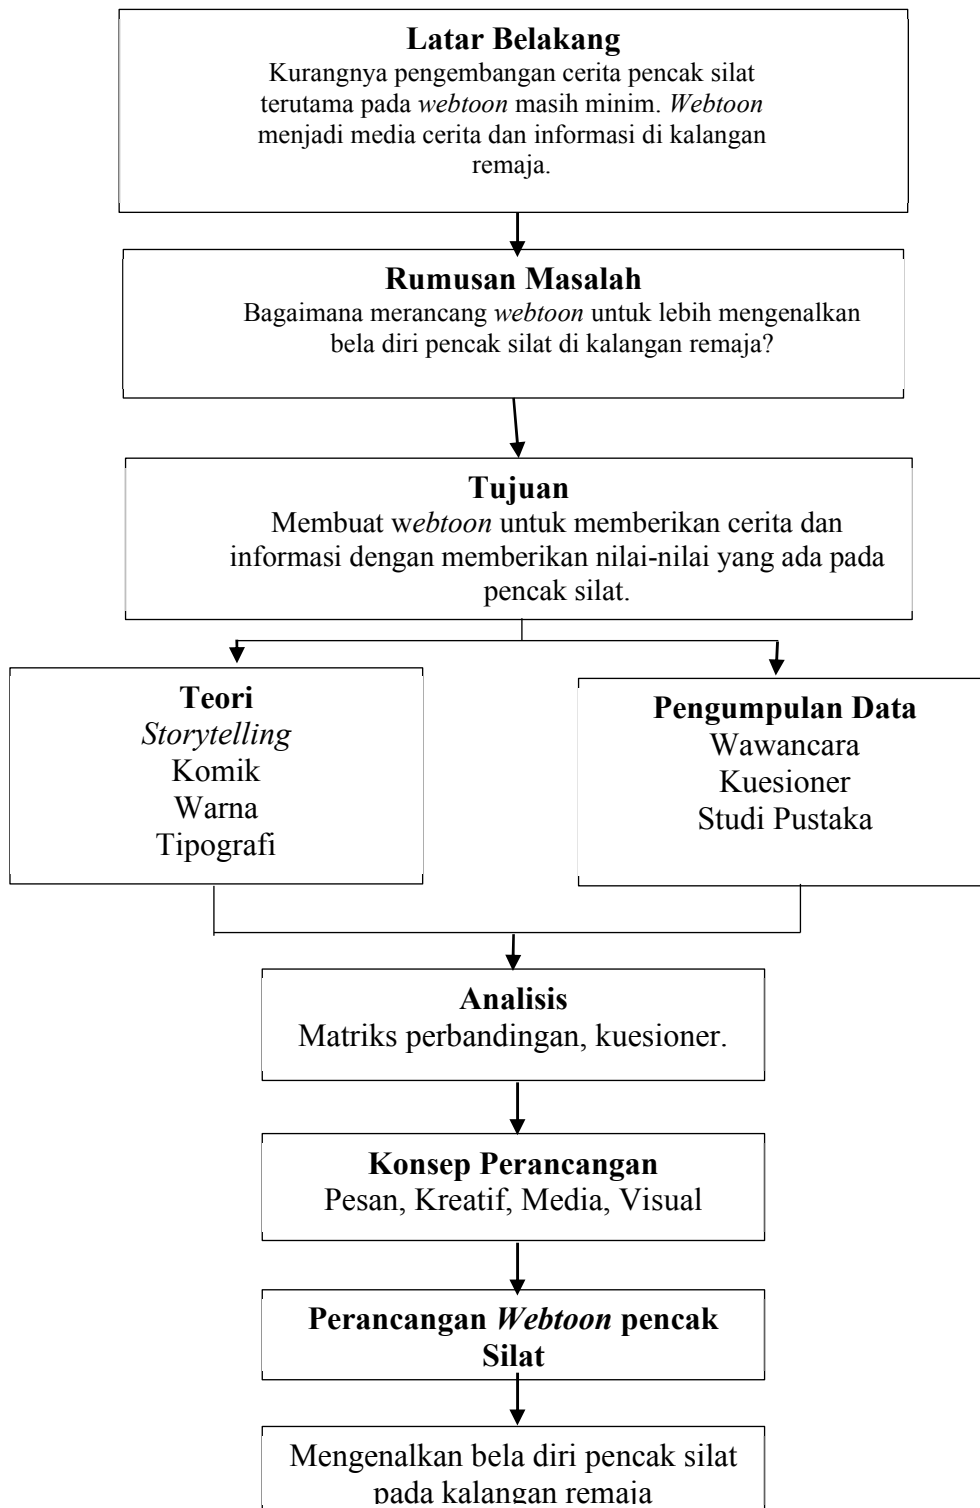 Latar Belakang
Kurangnya pengembangan cerita pencak silat
terutama pada webtoon masih minim. Webtoon
menjadi media cerita dan informasi di kalangan
remaja.
Rumusan Masalah
Bagaimana merancang webtoon untuk lebih mengenalkan
bela diri pencak silat di kalangan remaja?
Tujuan
Membuat webtoon untuk memberikan cerita dan
informasi dengan memberikan nilai-nilai yang ada pada
pencak silat.
Teori
Storytelling
Komik
Warna
Tipografi
Pengumpulan Data
Wawancara
Kuesioner
Studi Pustaka
Analisis
Matriks perbandingan, kuesioner.
Konsep Perancangan
Pesan, Kreatif, Media, Visual
Perancangan Webtoon pencak
Silat
Mengenalkan bela diri pencak silat
pada kalangan remaja